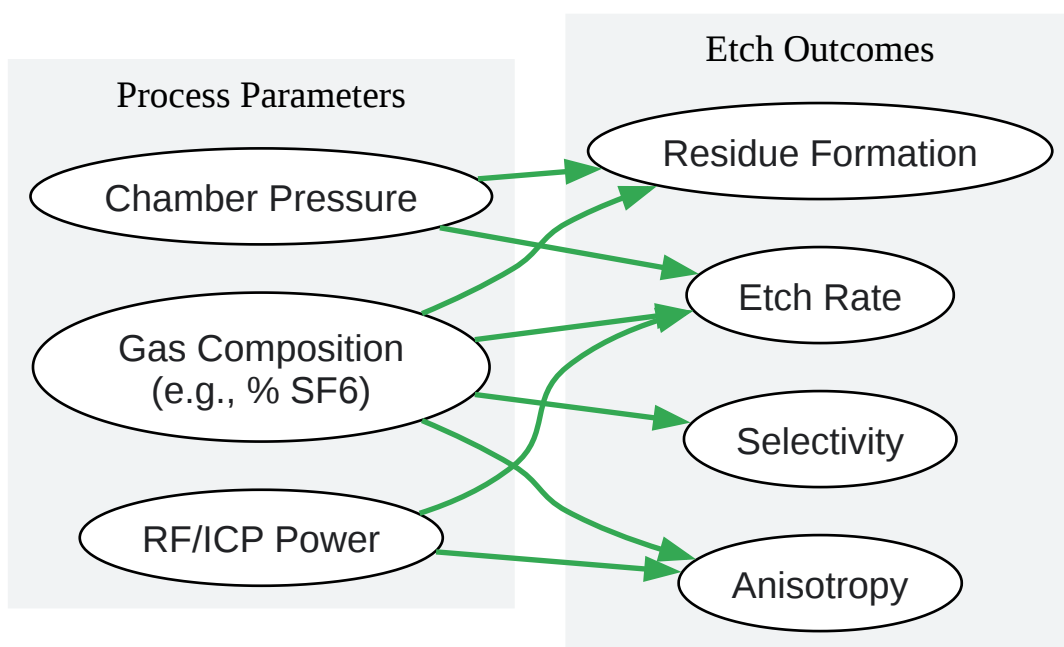 Process Parameters
Chamber Pressure
Gas Composition
(e.g., % SF6)
RF/ICP Power
Etch Outcomes
Residue Formation
Etch Rate
Selectivity
Anisotropy